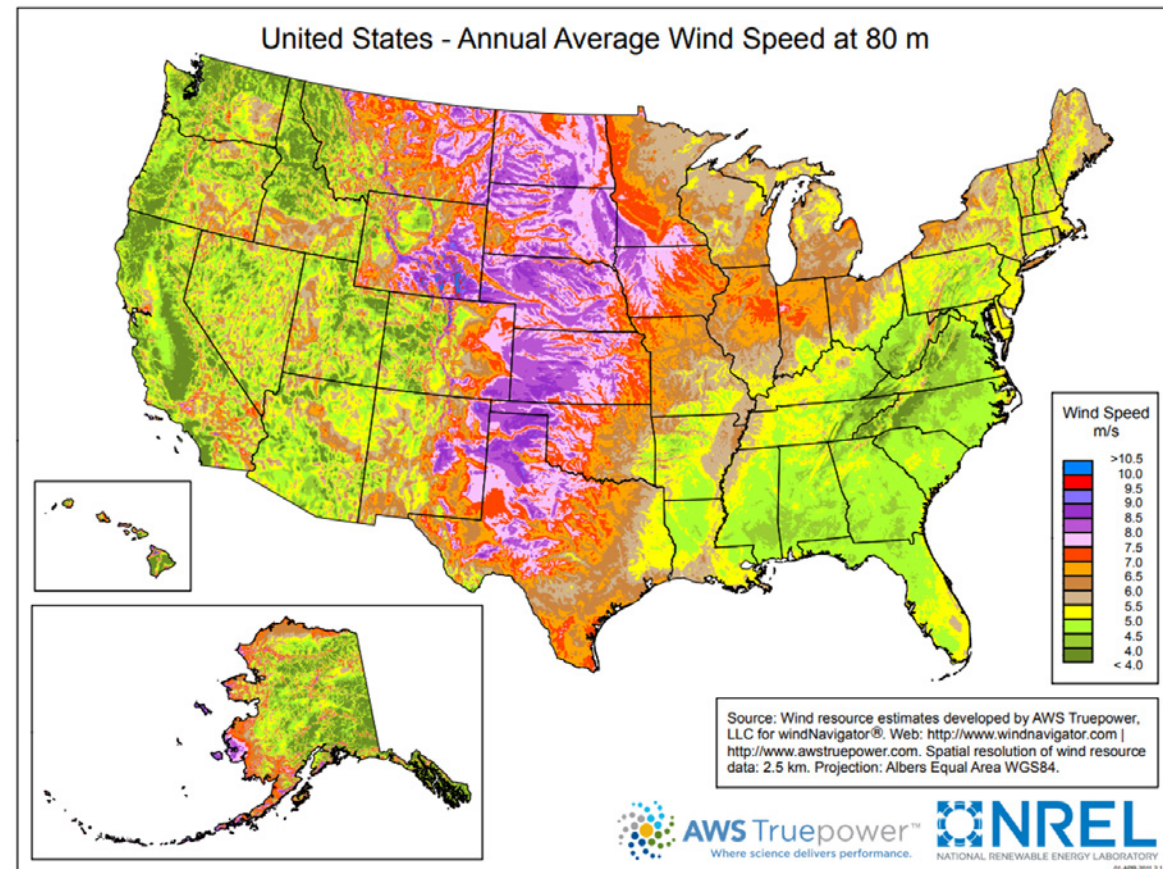 United States - Annual Average Wind Speed at 80 m
Wind Speed
m/s
>10.5
10.0
9.5
9.0
8.5
8.0
7.5
7.0
6.5
6.0
5.5
5.0
4.5
4.0
< 4.0
Source: Wind resource estimates developed by AWS Truepower,
LLC for windNavigator®. Web: http://www.windnavigator.com |
http://www.awstruepower.com. Spatial resolution of wind resource
data: 2.5 km. Projection: Albers Equal Area WGS84.
AWS Truepower™
Where science delivers performance.
NREL
NATIONAL RENEWABLE ENERGY LABORATORY